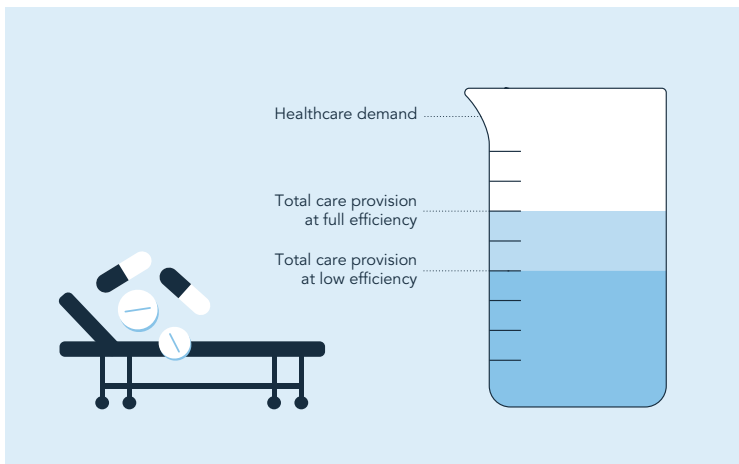 Healthcare demand
Total care provision
at full efficiency
Total care provision
at low efficiency